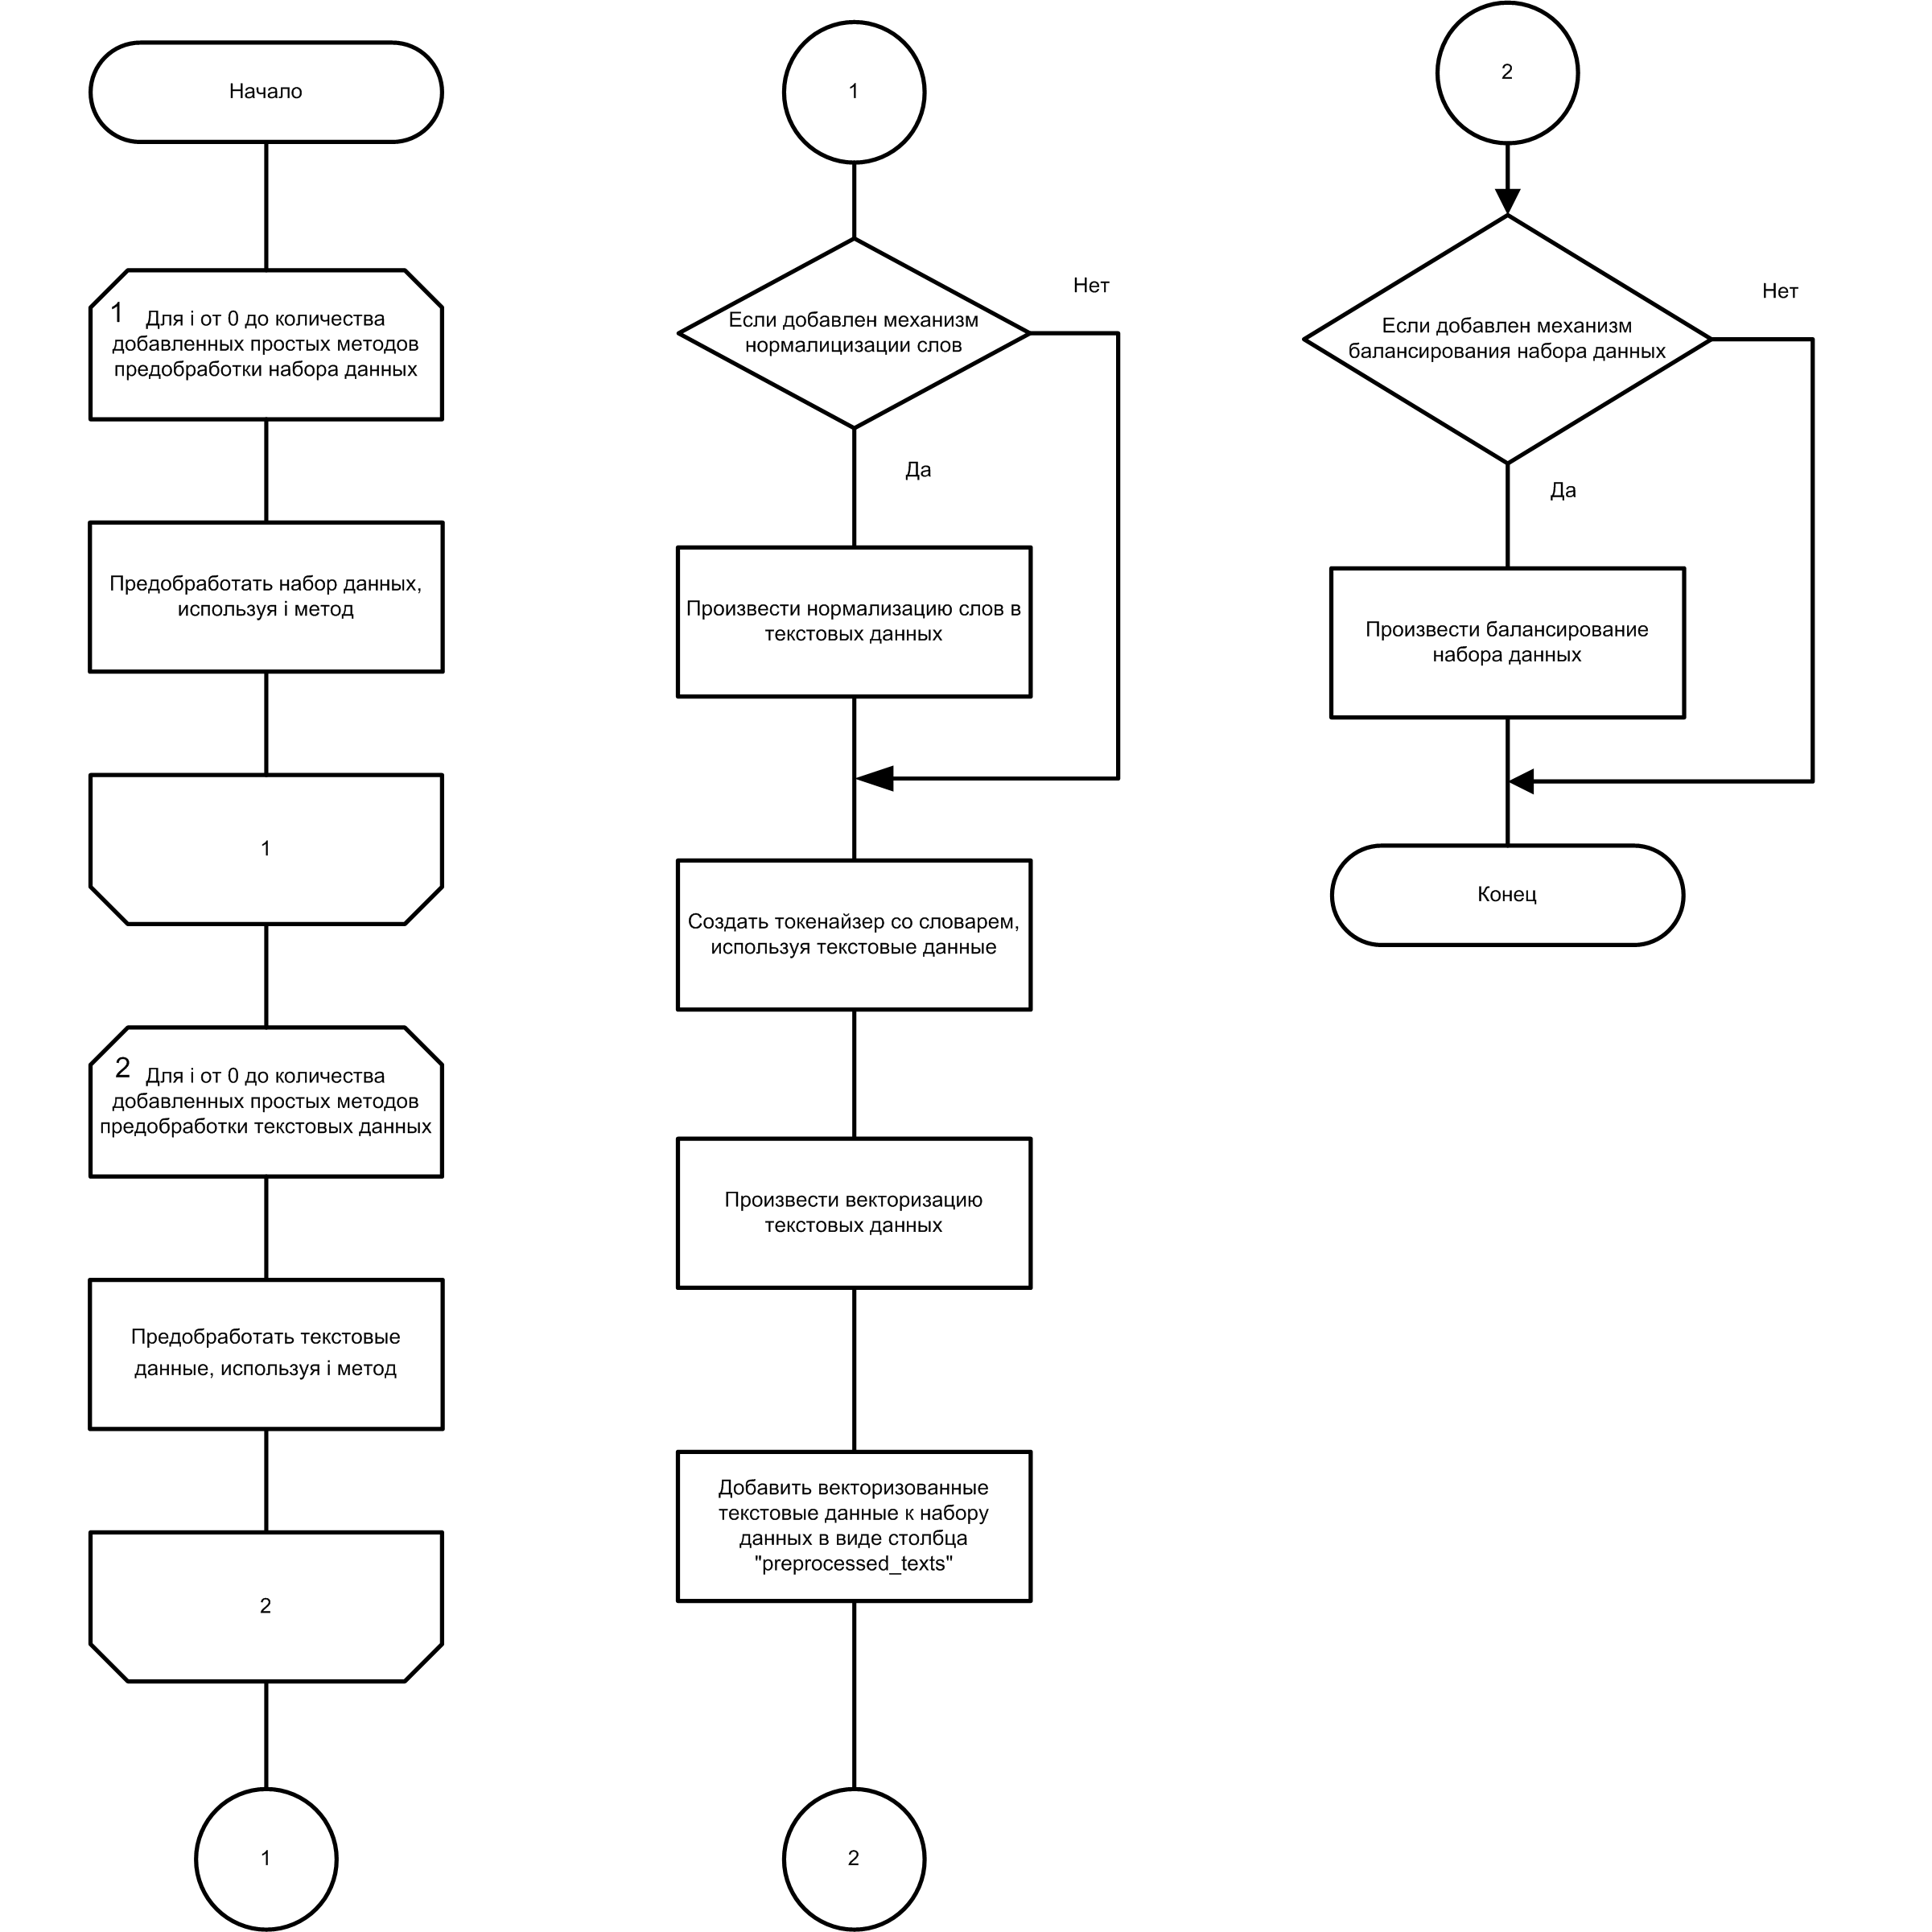 Начало
1
Для i от 0 до количества
добавленных простых методов
предобработки набора данных
Предобработать набор данных,
используя i метод
1
2
Для i от 0 до количества
добавленных простых методов
предобработки текстовых данных
Предобработать текстовые
данные, используя i метод
2
1
1
Если добавлен механизм
нормалицизации слов
Нет
Да
Произвести нормализацию слов в
текстовых данных
Создать токенайзер со словарем,
используя текстовые данные
Произвести векторизацию
текстовых данных
Добавить векторизованные
текстовые данные к набору
данных в виде столбца
"preprocessed_texts"
2
2
Если добавлен механизм
балансирования набора данных
Нет
Да
Произвести балансирование
набора данных
Конец